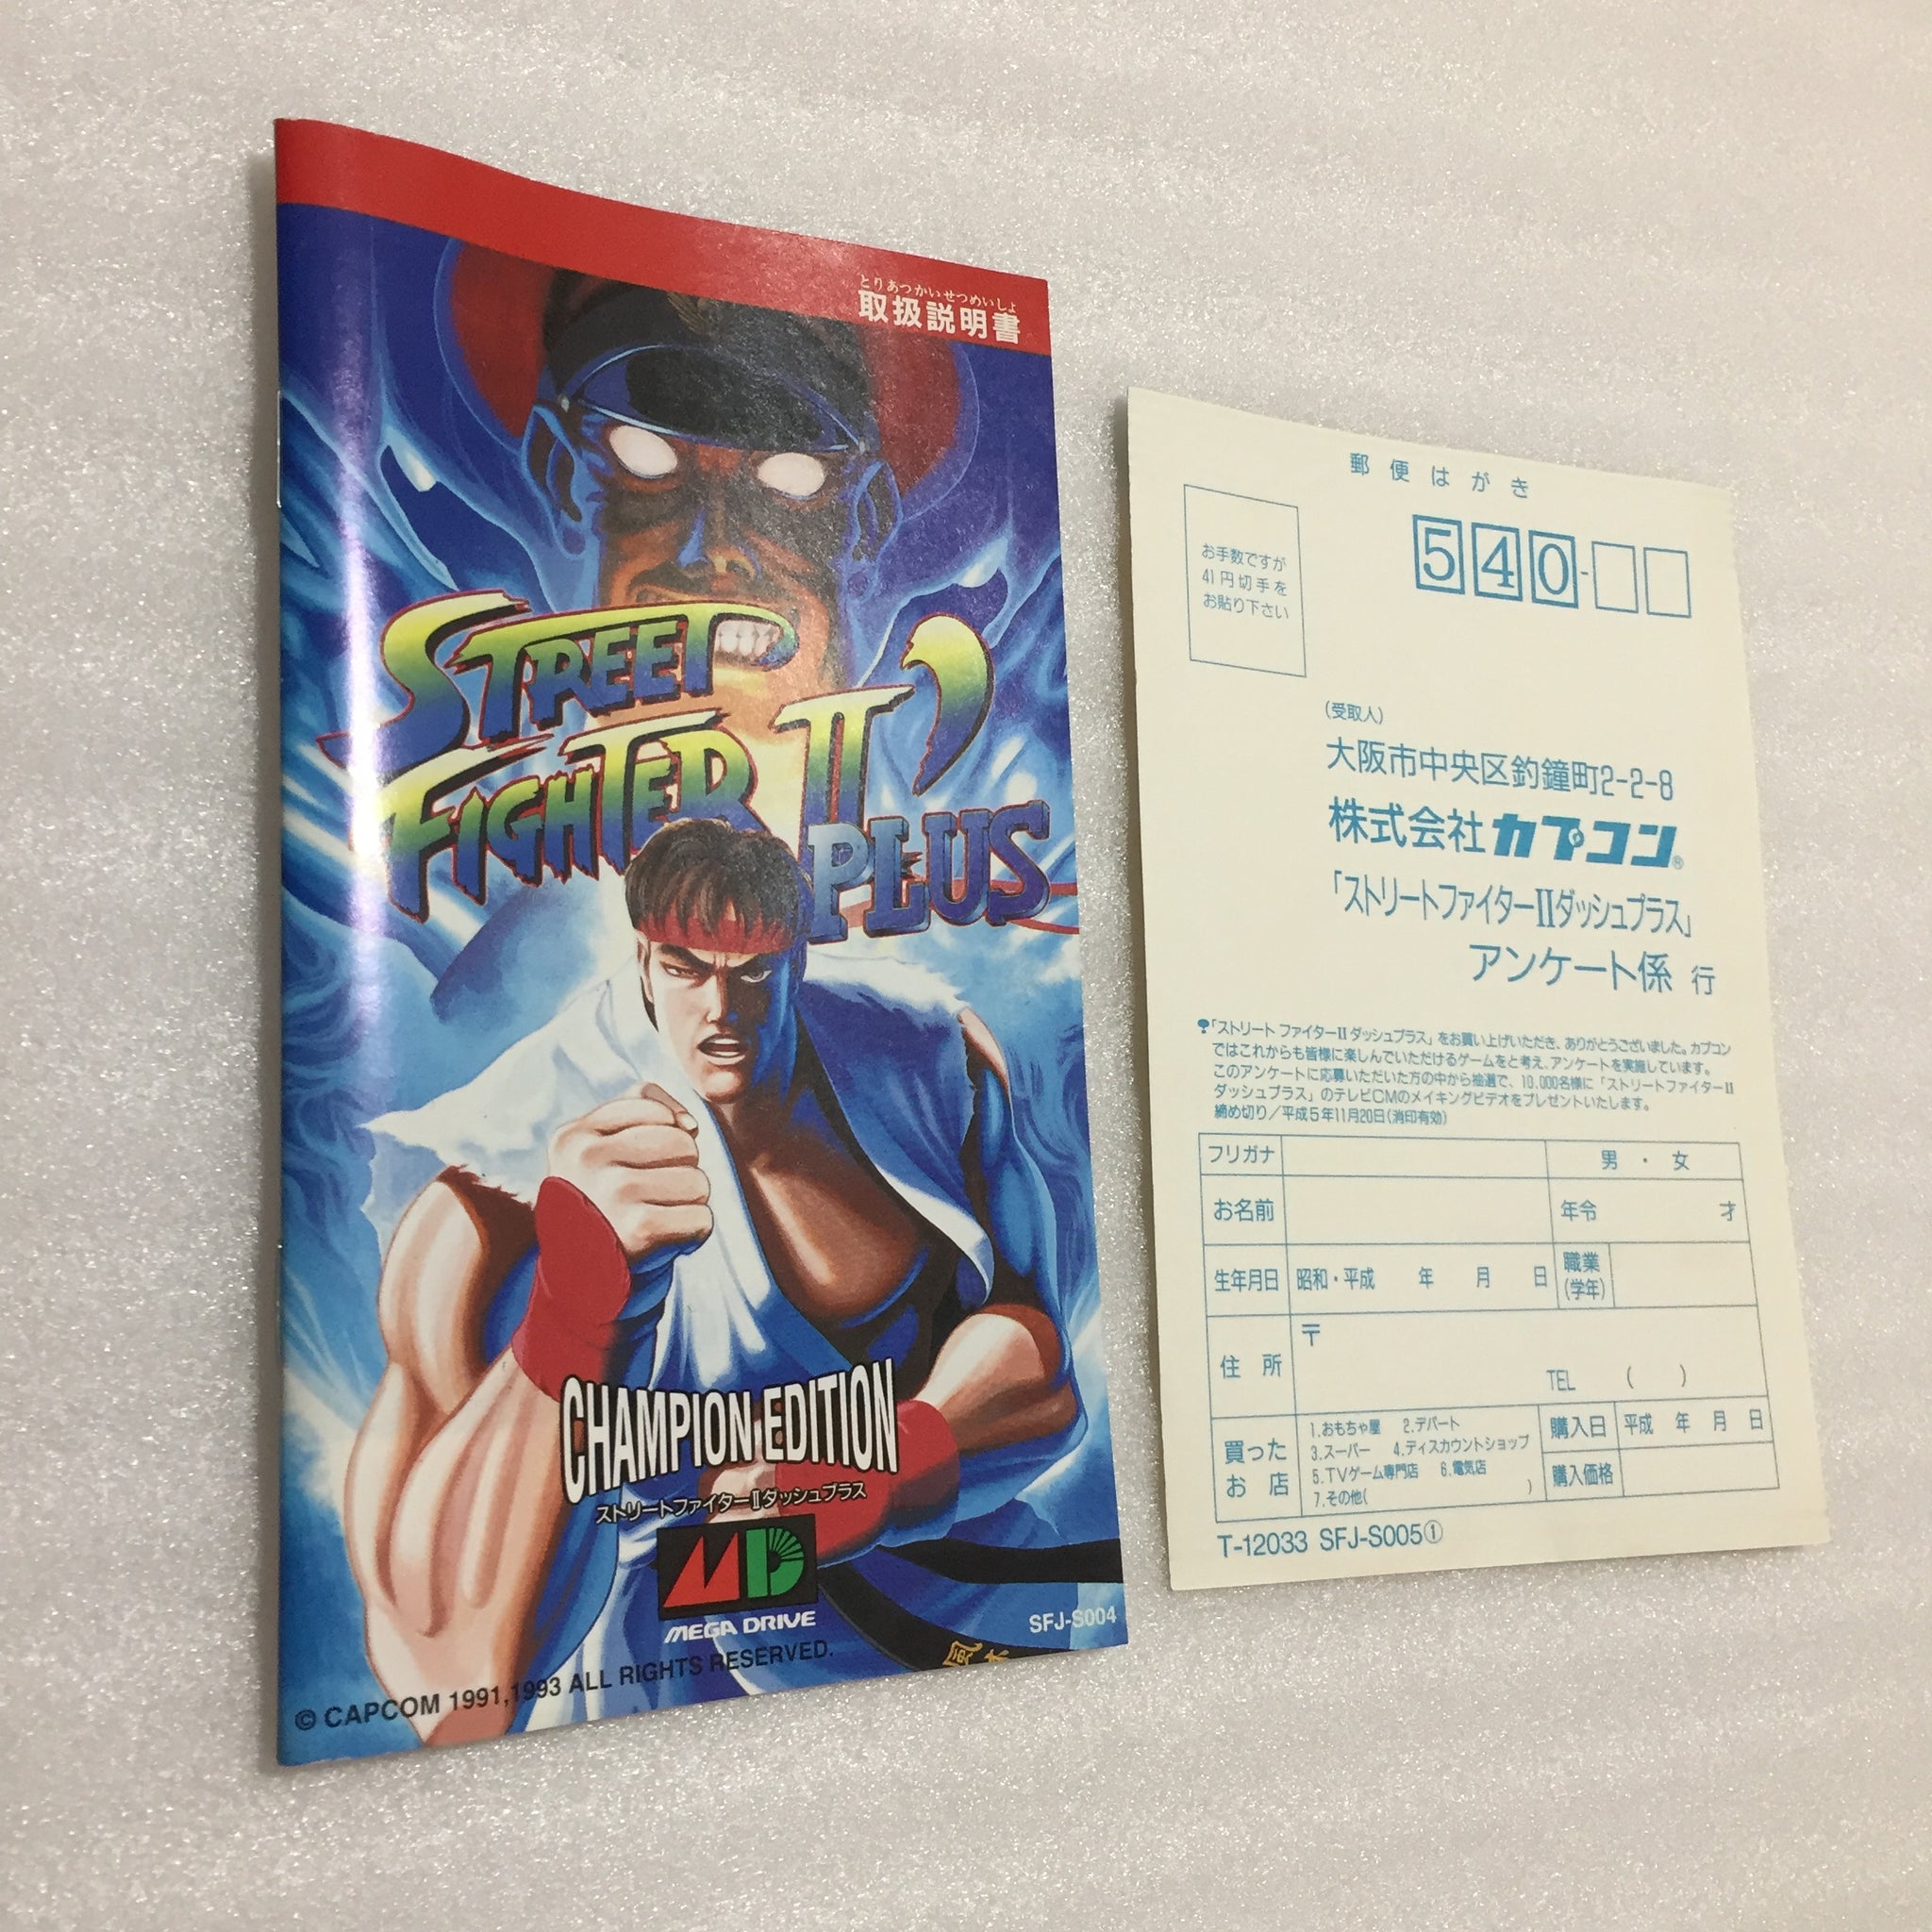 とりあつかいせつめいしょ
取扱説明書
STREET
FIGHTER II'
PLUS
CHAMPION EDITION
ストリートファイターⅡダッシュプラス
MD
MEGA DRIVE
SFJ-S004
© CAPCOM 1991,1993 ALL RIGHTS RESERVED.
郵便はがき
540-
お手数ですが
41円切手を
お貼り下さい
(受取人)
大阪市中央区釣鐘町2-2-8
株式会社カプコン®
「ストリートファイターⅡダッシュプラス」
アンケート係 行
「ストリート ファイターⅡ ダッシュプラス」をお買い上げいただき、ありがとうございました。カプコン
ではこれからも皆様に楽しんでいただけるゲームをと考え、アンケートを実施しています。
このアンケートに応募いただいた方の中から抽選で、10,000名様に「ストリートファイターⅡ
ダッシュプラス」のテレビCMのメイキングビデオをプレゼントいたします。
締め切り／平成5年11月20日(消印有効)
フリガナ 男・女
お名前 年令 才
生年月日 昭和・平成 年 月 日 職業
(学年)
住所 〒
TEL ( )
買った
お店
1.おもちゃ屋 2.デパート
3.スーパー 4.ディスカウントショップ
5.TVゲーム専門店 6.電気店
7.その他( )
購入日 平成 年 月 日
購入価格
T-12033 SFJ-S005①